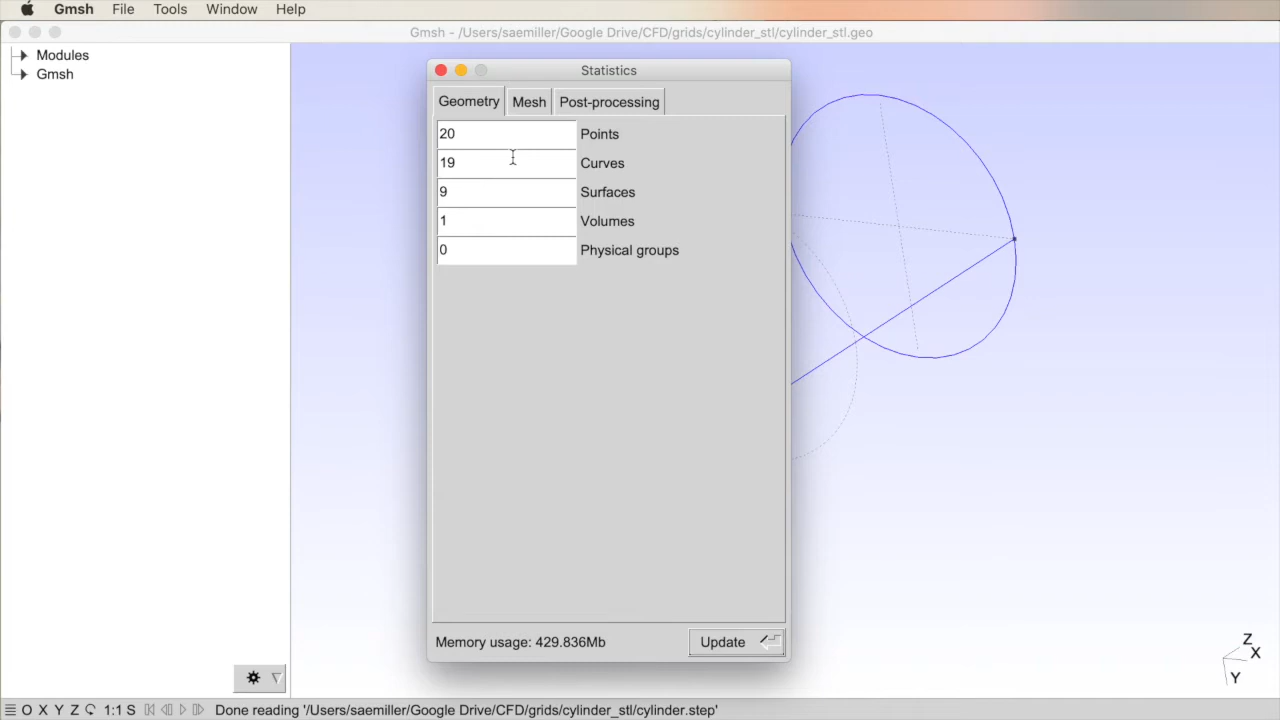 Gmsh File Tools Window Help
Gmsh - /Users/saemiller/Google Drive/CFD/grids/cylinder_stl/cylinder_stl.geo
Modules
Gmsh
Statistics
Geometry Mesh Post-processing
20 Points
19 Curves
9 Surfaces
1 Volumes
0 Physical groups
Memory usage: 429.836Mb Update
Z
X
Y
O X Y Z 1:1 S Done reading '/Users/saemiller/Google Drive/CFD/grids/cylinder_stl/cylinder.step'